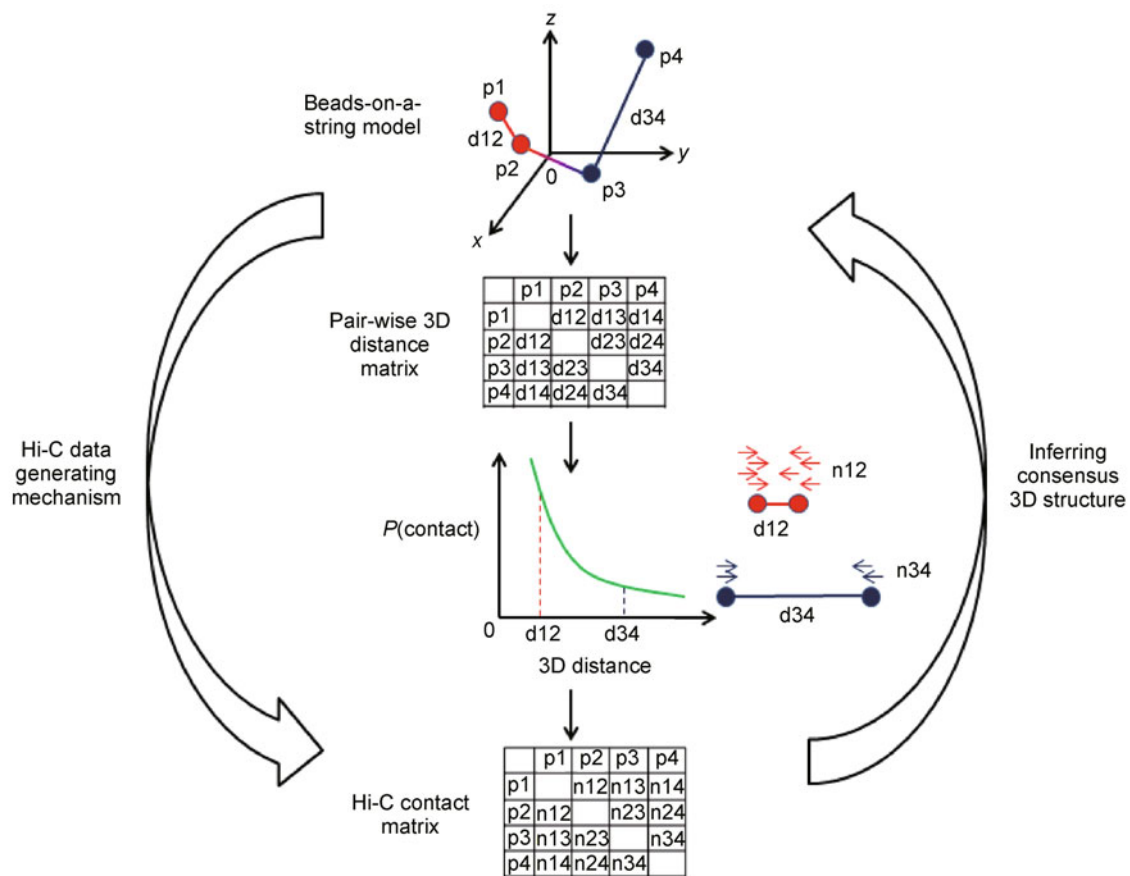 z
p4
p1
Beads-on-a-
string model
d34
d12
p2
0
y
p3
x
p1 p2 p3 p4
p1 d12 d13 d14
p2 d12 d23 d24
p3 d13 d23 d34
p4 d14 d24 d34
Pair-wise 3D
distance
matrix
Hi-C data
generating
mechanism
P(contact)
0
d12
d34
3D distance
n12
d12
n34
d34
Inferring
consensus
3D structure
Hi-C contact
matrix
p1 p2 p3 p4
p1 n12 n13 n14
p2 n12 n23 n24
p3 n13 n23 n34
p4 n14 n24 n34